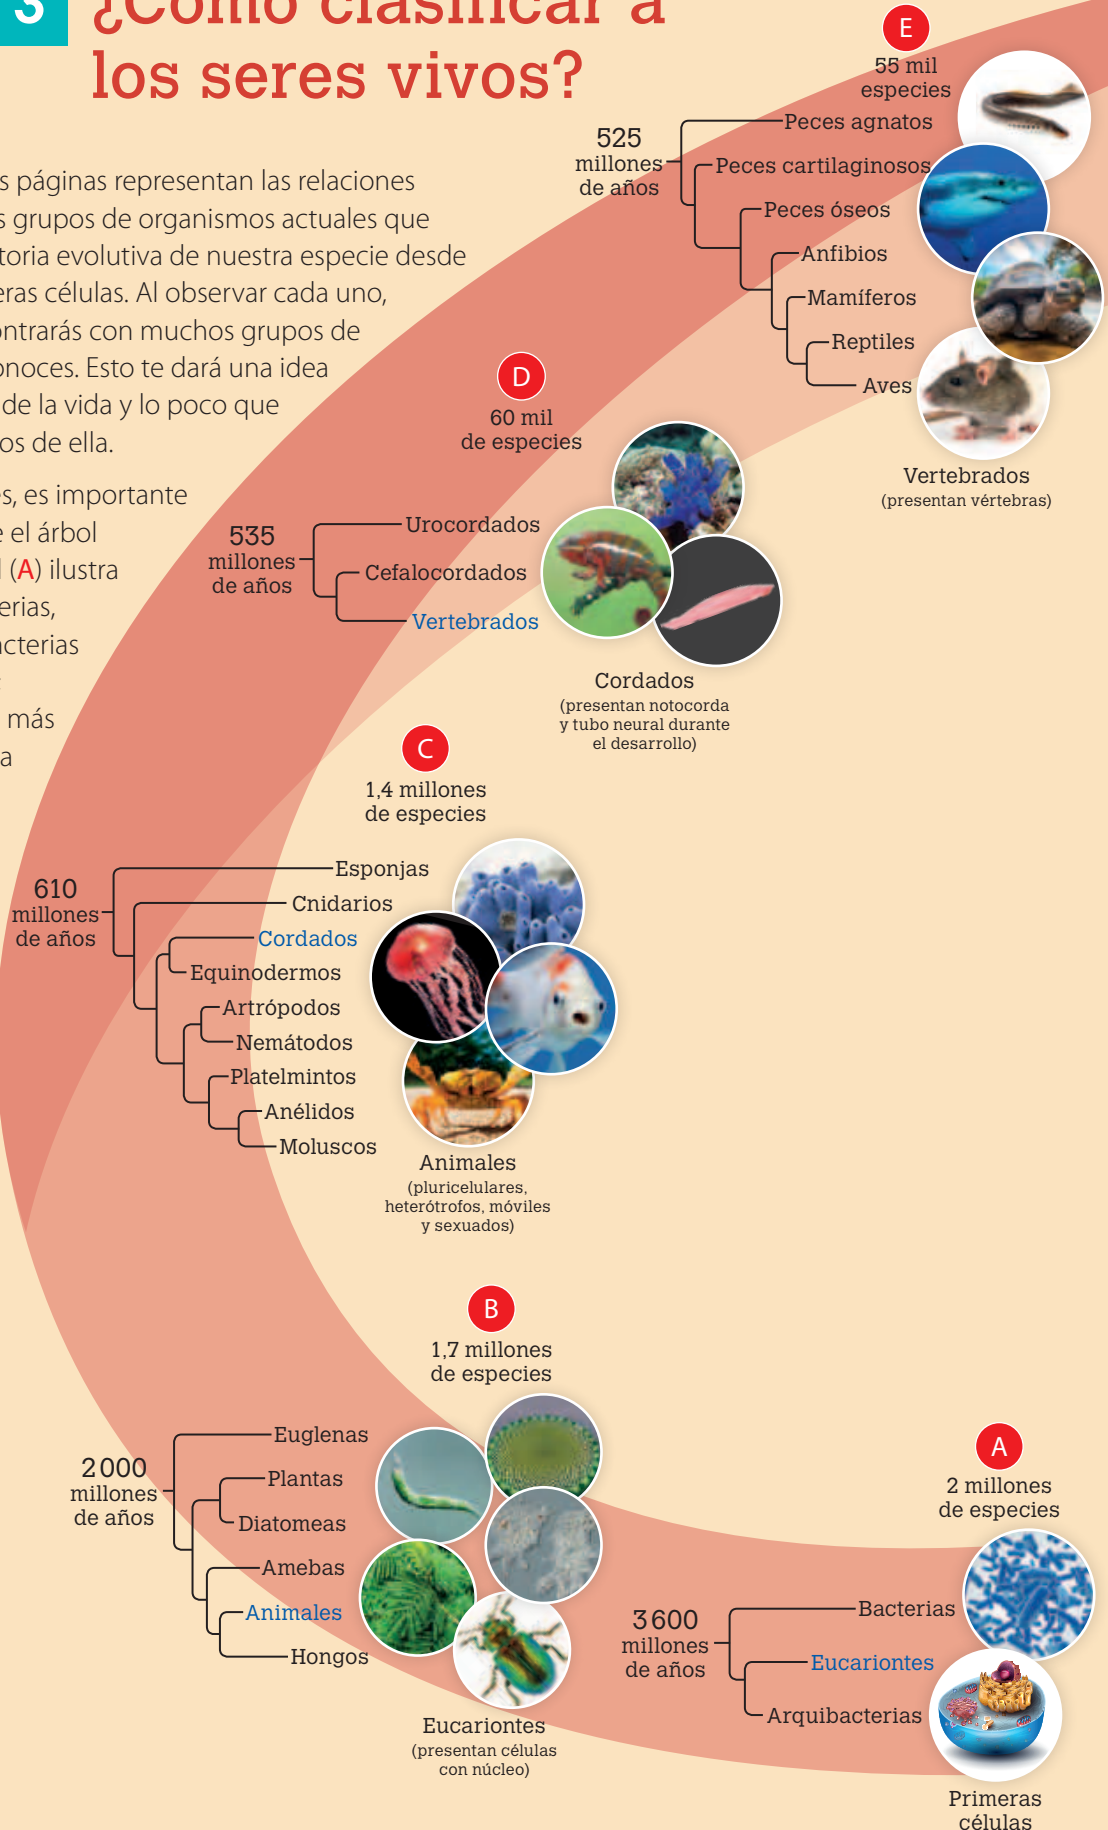 3 ¿Cómo clasificar a
los seres vivos?
s páginas representan las relaciones
s grupos de organismos actuales que
toria evolutiva de nuestra especie desde
eras células. Al observar cada uno,
ontrarás con muchos grupos de
onoces. Esto te dará una idea
de la vida y lo poco que
os de ella.
es, es importante
e el árbol
l (A) ilustra
erias,
acterias
más
a
E
55 mil
especies
525
millones
de años
Peces agnatos
Peces cartilaginosos
Peces óseos
Anfibios
Mamíferos
Reptiles
Aves
Vertebrados
(presentan vértebras)
D
60 mil
de especies
535
millones
de años
Urocordados
Cefalocordados
Vertebrados
Cordados
(presentan notocorda
y tubo neural durante
el desarrollo)
C
1,4 millones
de especies
610
millones
de años
Esponjas
Cnidarios
Cordados
Equinodermos
Artrópodos
Nemátodos
Platelmintos
Anélidos
Moluscos
Animales
(pluricelulares,
heterótrofos, móviles
y sexuados)
B
1,7 millones
de especies
2 000
millones
de años
Euglenas
Plantas
Diatomeas
Amebas
Animales
Hongos
Eucariontes
(presentan células
con núcleo)
A
2 millones
de especies
3 600
millones
de años
Bacterias
Eucariontes
Arquibacterias
Primeras
células